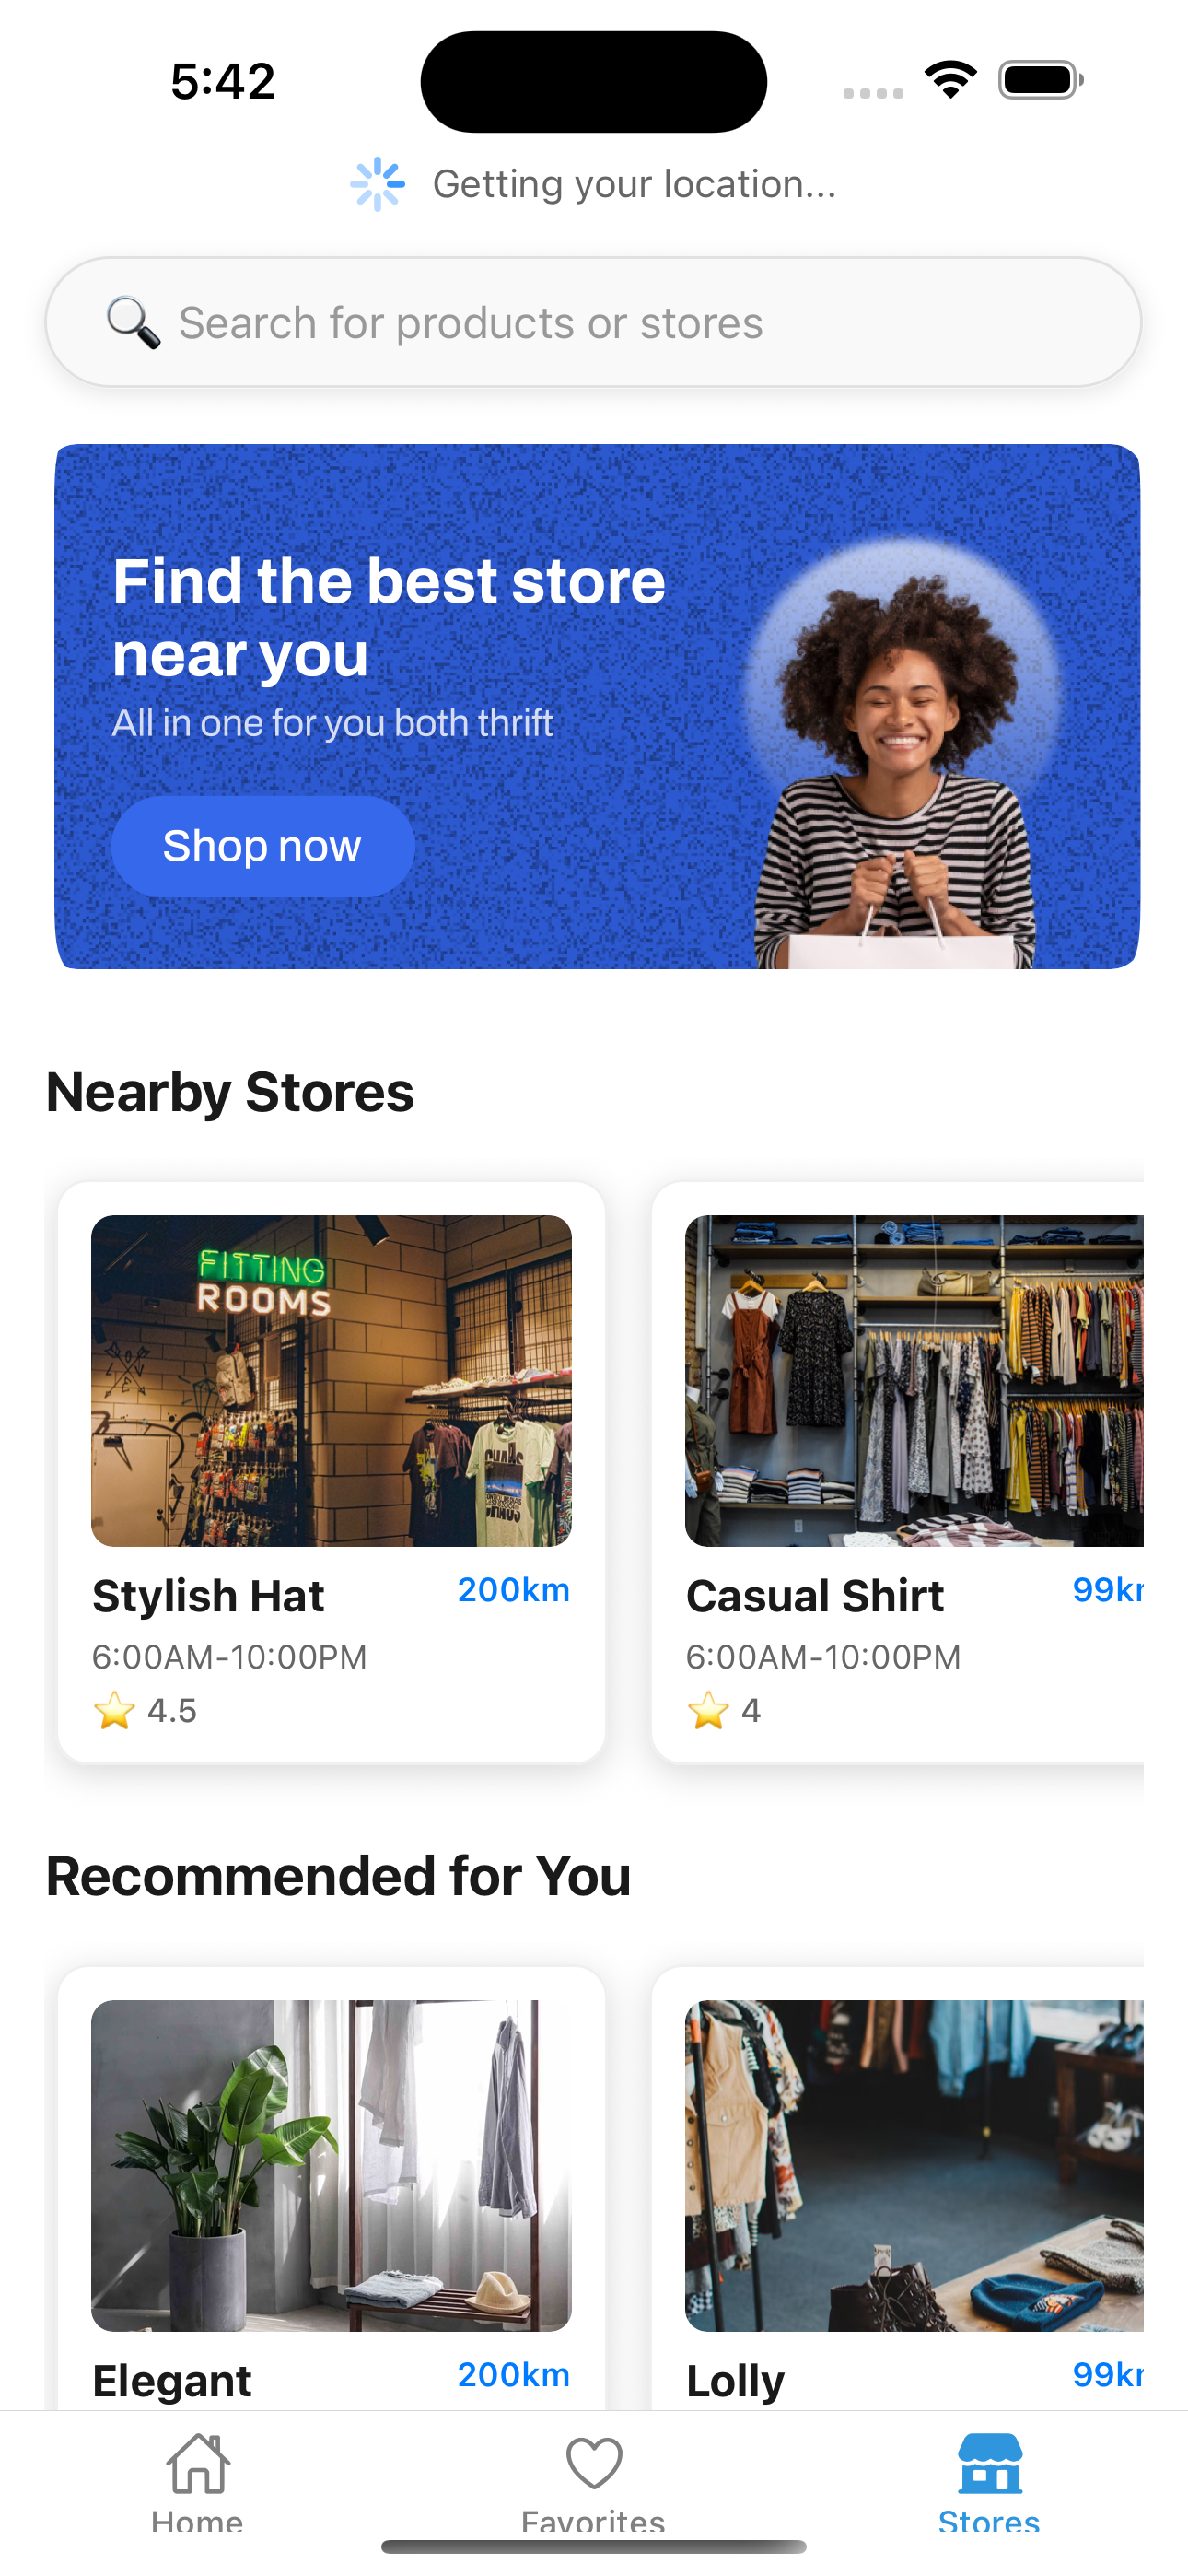 5:42
Getting your location...
Search for products or stores
Find the best store
near you
All in one for you both thrift
Shop now
Nearby Stores
FITTING
ROOMS
Stylish Hat 200km
6:00AM-10:00PM
4.5
Casual Shirt 99k
6:00AM-10:00PM
4
Recommended for You
Elegant 200km
Lolly 99k
Home
Favorites
Stores